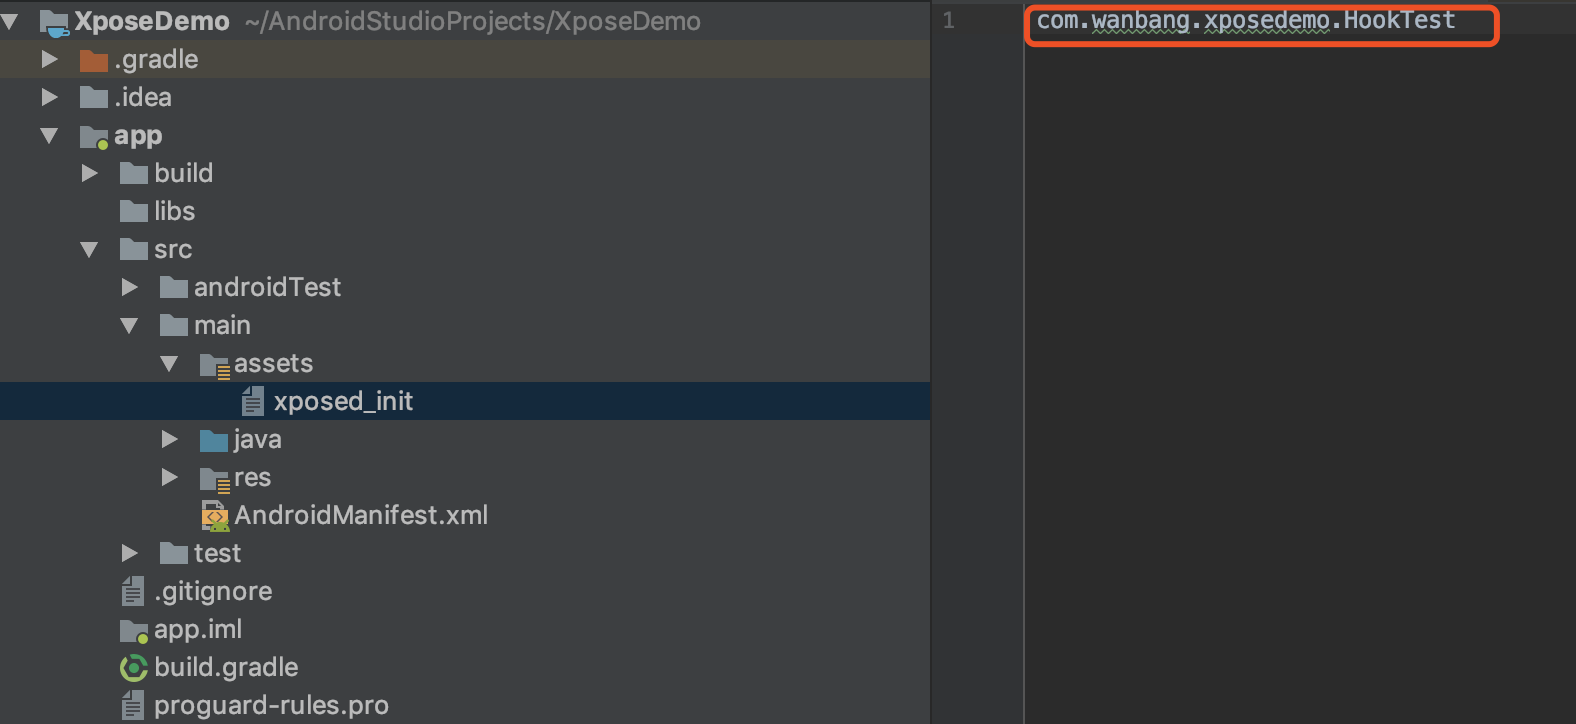 XposeDemo ~/AndroidStudioProjects/XposeDemo
.gradle
.idea
app
build
libs
src
androidTest
main
assets
xposed_init
java
res
AndroidManifest.xml
test
.gitignore
app.iml
build.gradle
proguard-rules.pro
1 com.wanbang.xposedemo.HookTest